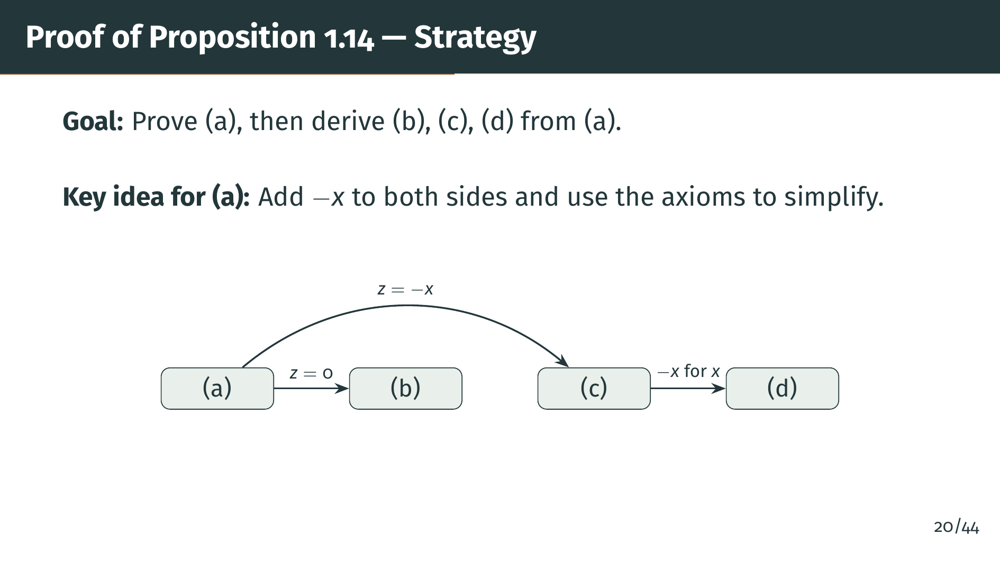 Proof of Proposition 1.14 — Strategy
Goal: Prove (a), then derive (b), (c), (d) from (a).
Key idea for (a): Add −x to both sides and use the axioms to simplify.
z = −x
z = 0
−x for x
(a)
(b)
(c)
(d)
20/44